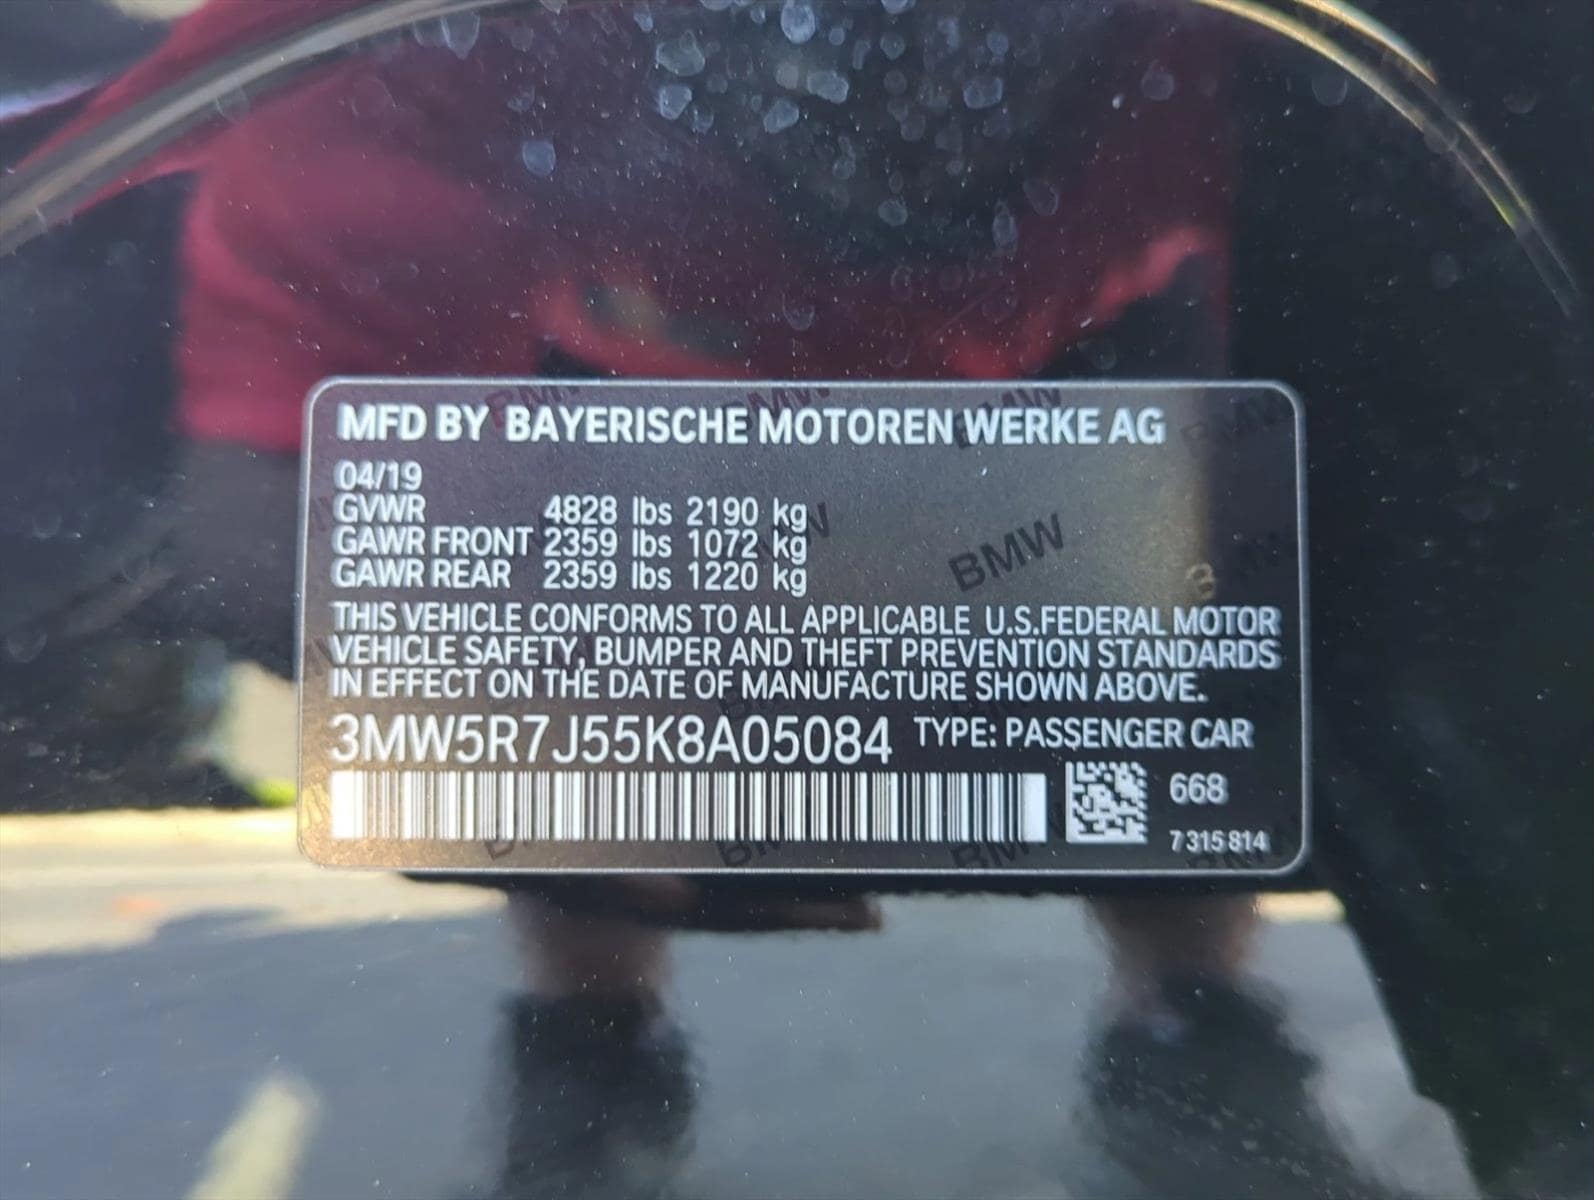 MFD BY BAYERISCHE MOTOREN WERKE AG
04/19
GVWR 4828 lbs 2190 kg
GAWR FRONT 2359 lbs 1072 kg
GAWR REAR 2359 lbs 1220 kg
THIS VEHICLE CONFORMS TO ALL APPLICABLE U.S.FEDERAL MOTOR
VEHICLE SAFETY, BUMPER AND THEFT PREVENTION STANDARDS
IN EFFECT ON THE DATE OF MANUFACTURE SHOWN ABOVE.
3MW5R7J55K8A05084 TYPE: PASSENGER CAR
668
7 315 814
BMW